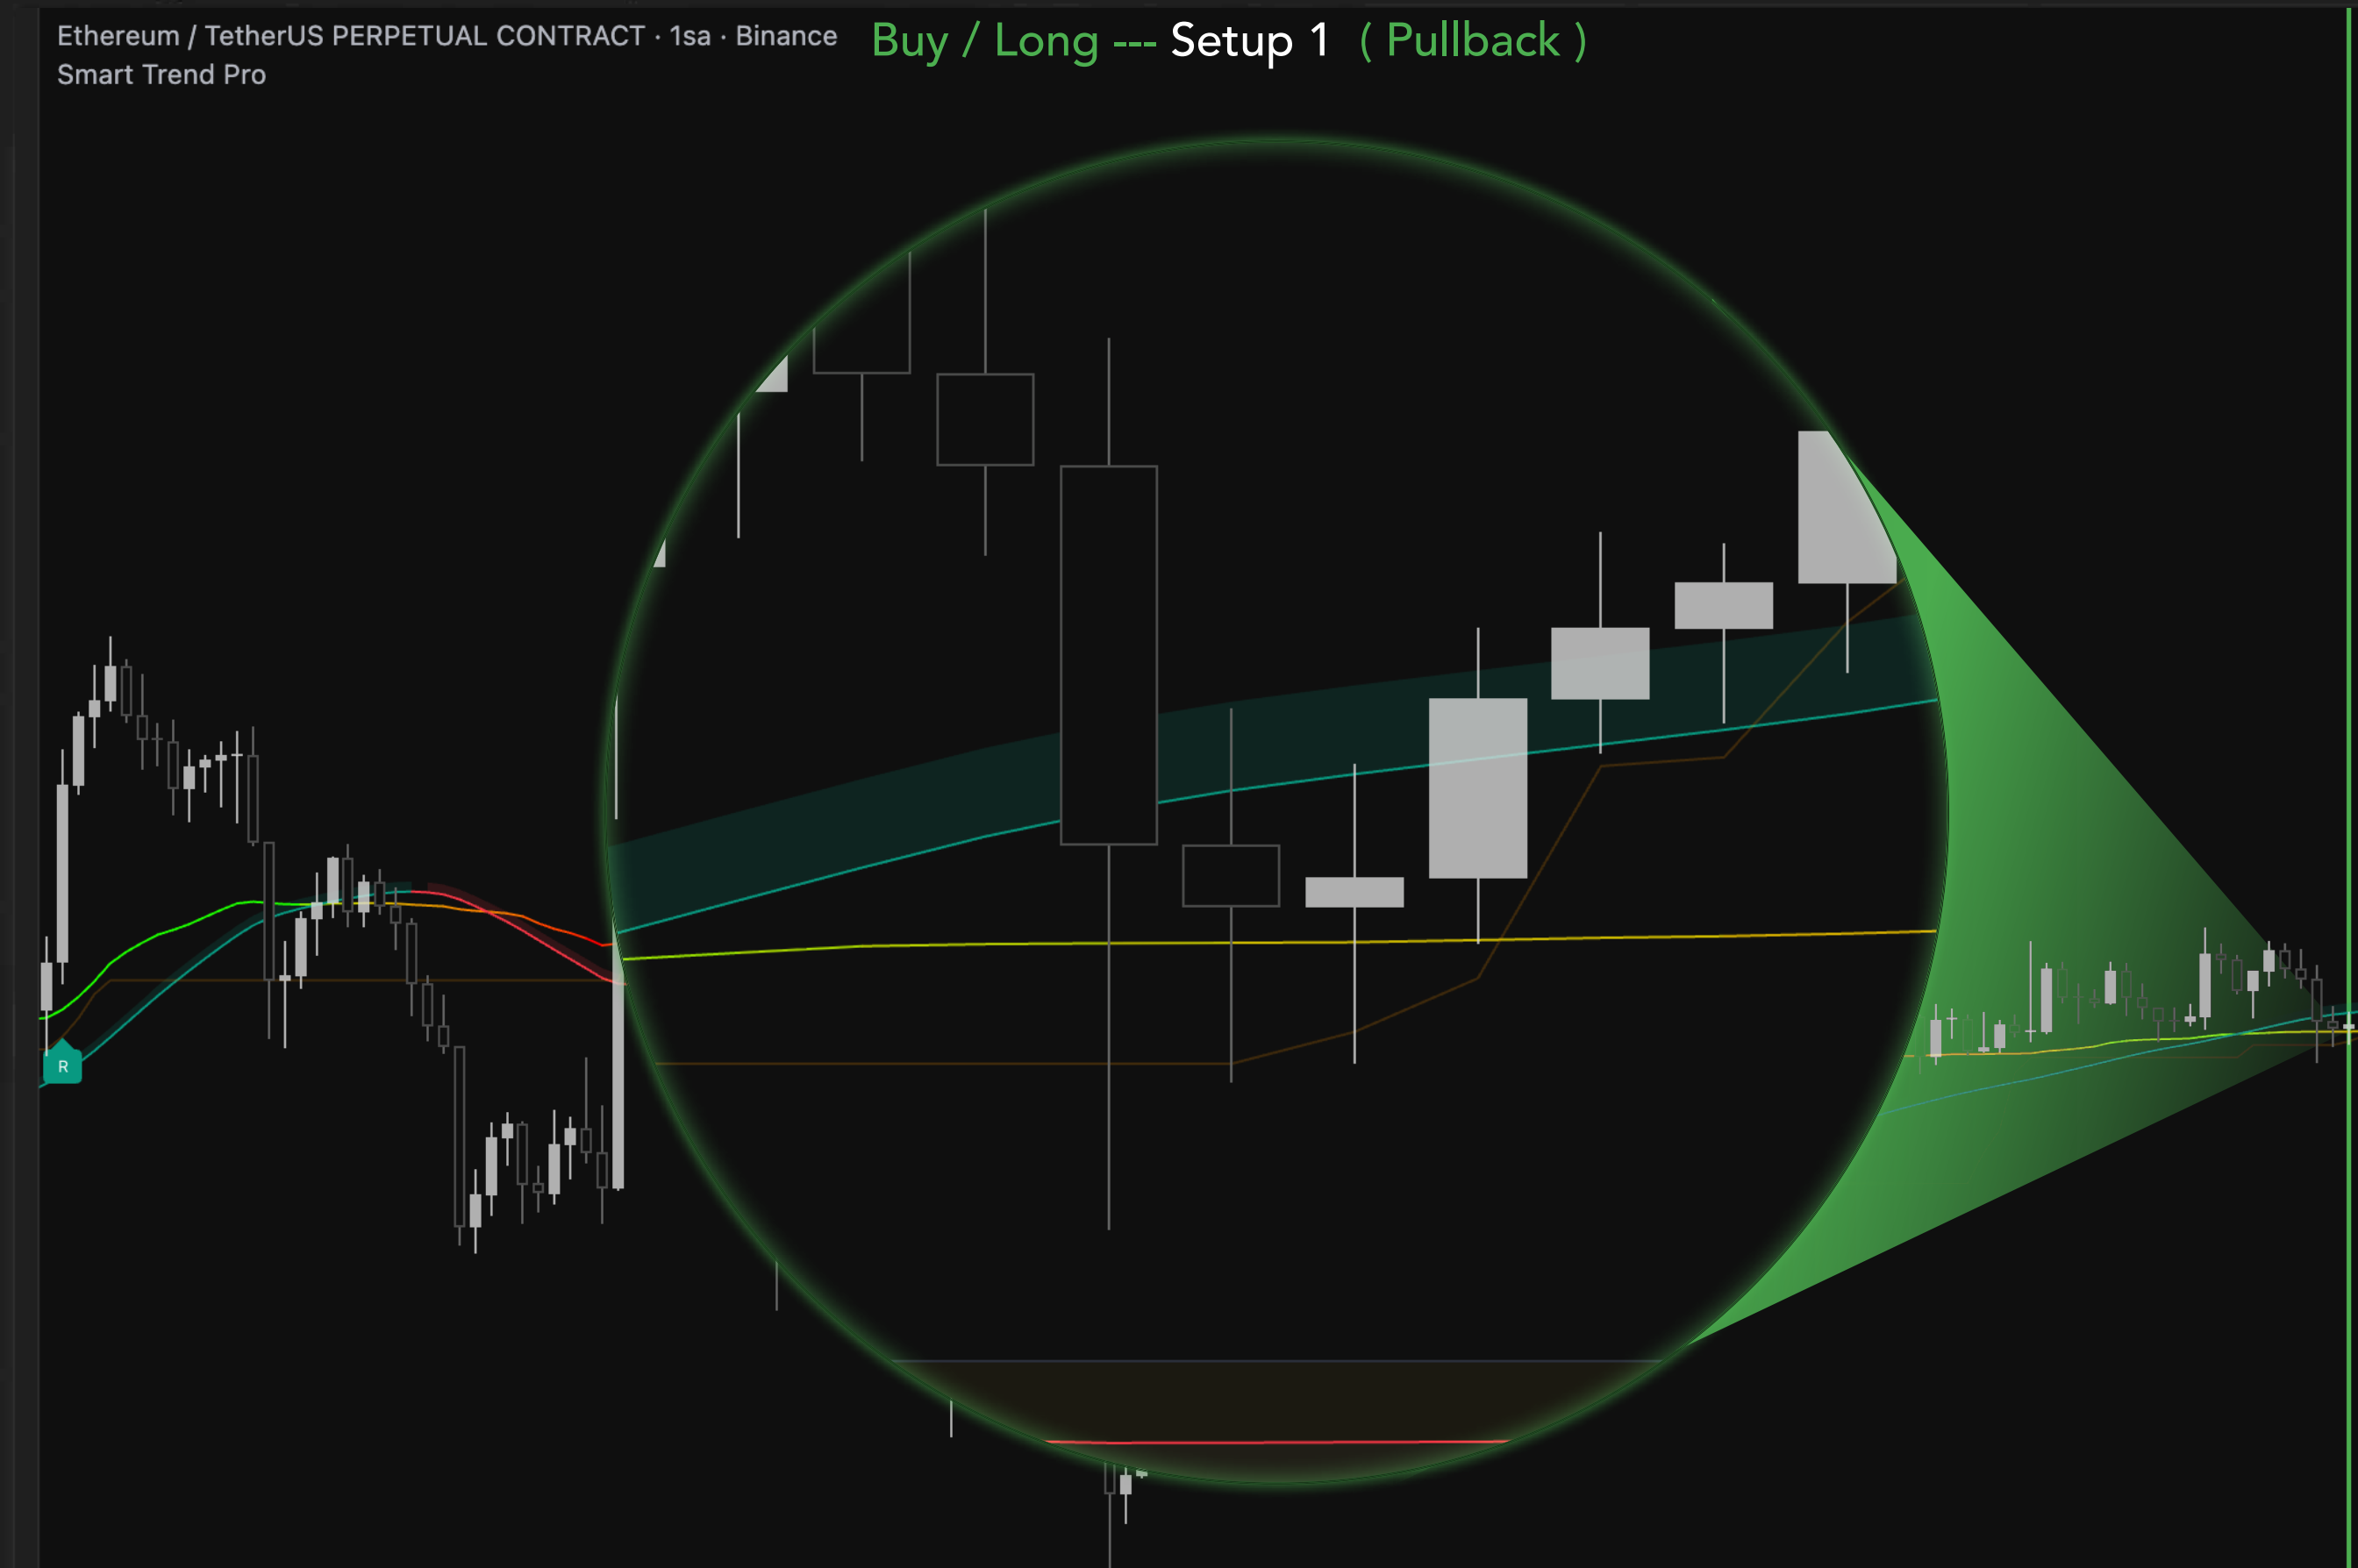 Ethereum / TetherUS PERPETUAL CONTRACT · 1sa · Binance
Buy / Long --- Setup 1 ( Pullback )
Smart Trend Pro
R